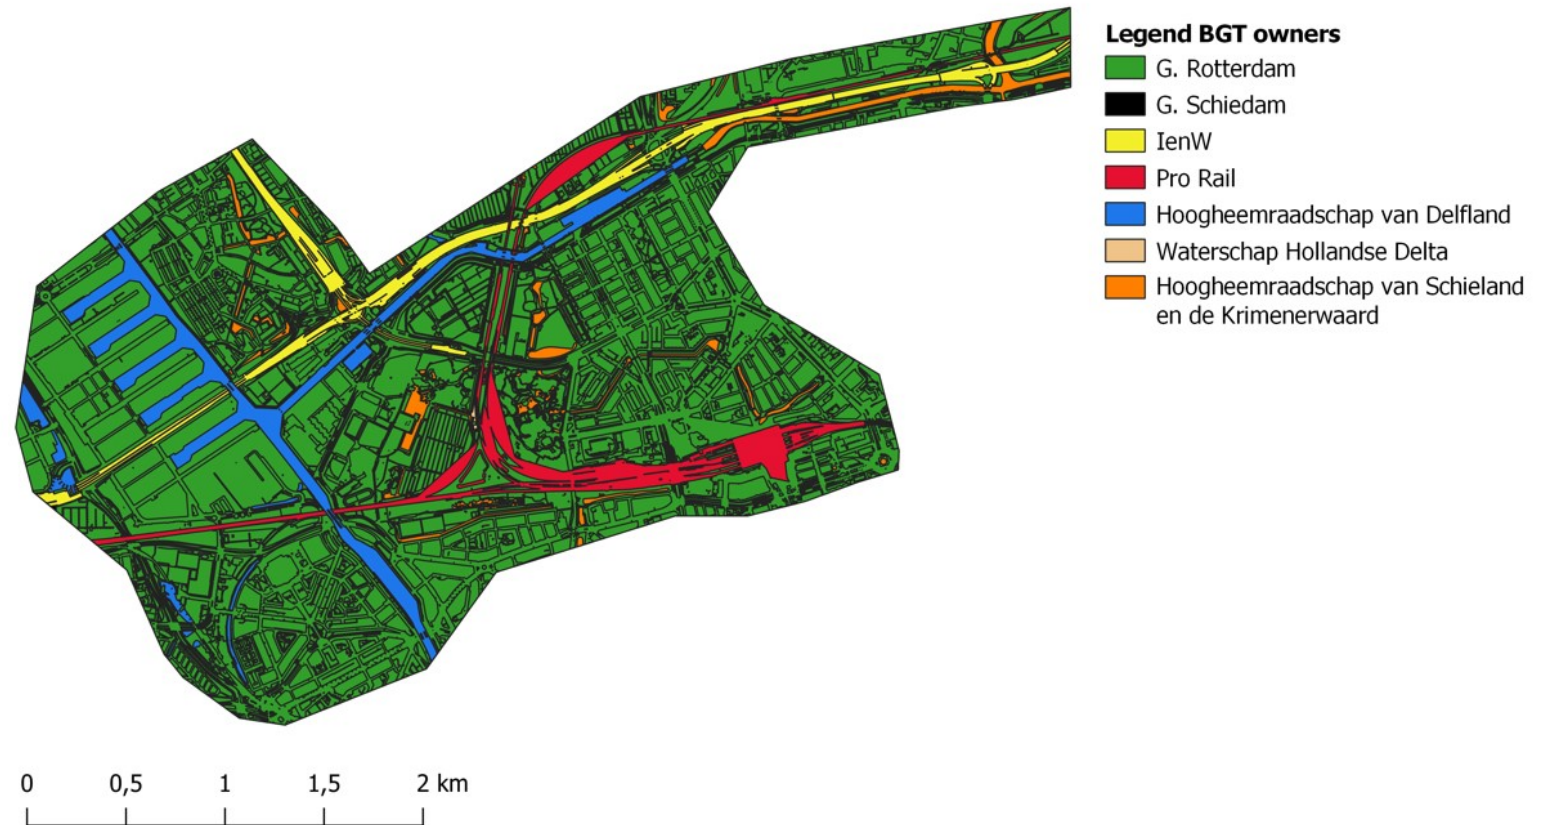 Legend BGT owners
G. Rotterdam
G. Schiedam
IenW
Pro Rail
Hoogheemraadschap van Delfland
Waterschap Hollandse Delta
Hoogheemraadschap van Schieland
en de Krimenerwaard
0 0,5 1 1,5 2 km